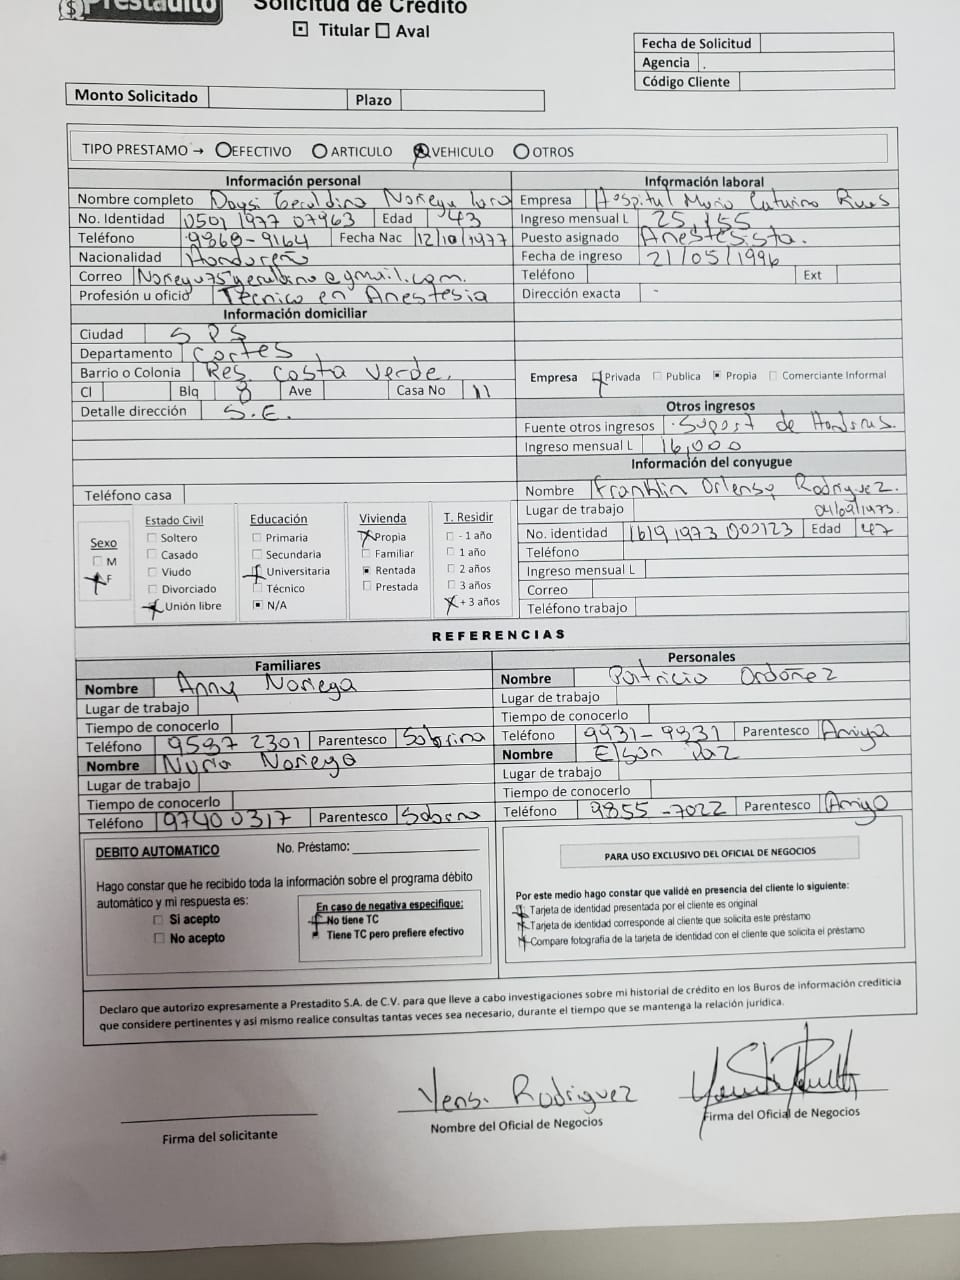 Prestadito
Solicitud de Crédito
Titular Aval
Fecha de Solicitud
Agencia .
Código Cliente
Monto Solicitado Plazo
TIPO PRESTAMO → EFECTIVO ARTICULO VEHICULO OTROS
Información personal
Nombre completo Daysi Geraldina Noriega
No. Identidad 0501 1977 07963 Edad 43
Teléfono 9868-9164 Fecha Nac 12/10/1977
Nacionalidad Hondureño
Correo
Profesión u oficio Técnico en Anestesia
Información laboral
Empresa Hospital Mario Catarino Rivas
Ingreso mensual L 25,155
Puesto asignado Anestesista.
Fecha de ingreso 21/05/1996
Teléfono Ext
Dirección exacta -
Información domiciliar
Ciudad SPS
Departamento Cortes
Barrio o Colonia Res. Costa Verde.
Cl Blq 8 Ave Casa No 11
Detalle dirección S.E.
Teléfono casa
Empresa Privada Publica Propia Comerciante Informal
Otros ingresos
Fuente otros ingresos de
Ingreso mensual L 16,000
Información del conyugue
Nombre Franklin Orlenso Rodriguez.
Lugar de trabajo 04/09/1973.
No. identidad 1619 1973 000123 Edad 47
Teléfono
Ingreso mensual L
Correo
Teléfono trabajo
Sexo
M
F
Estado Civil
Soltero
Casado
Viudo
Divorciado
Unión libre
Educación
Primaria
Secundaria
Universitaria
Técnico
N/A
Vivienda
Propia
Familiar
Rentada
Prestada
T. Residir
- 1 año
1 año
2 años
3 años
+ 3 años
REFERENCIAS
Familiares
Nombre Anny Noriega
Lugar de trabajo
Tiempo de conocerlo
Teléfono 9587 2301 Parentesco Sobrina
Nombre Nuria Noriega
Lugar de trabajo
Tiempo de conocerlo
Teléfono 9740 0317 Parentesco
Personales
Nombre Patricio Ordoñez
Lugar de trabajo
Tiempo de conocerlo
Teléfono 9931-9831 Parentesco Amiga
Nombre Elson Paz
Lugar de trabajo
Tiempo de conocerlo
Teléfono 9855-7022 Parentesco Amigo
DEBITO AUTOMATICO No. Préstamo:
Hago constar que he recibido toda la información sobre el programa débito
automático y mi respuesta es:
Si acepto
No acepto
En caso de negativa especifique:
No tiene TC
Tiene TC pero prefiere efectivo
PARA USO EXCLUSIVO DEL OFICIAL DE NEGOCIOS
Por este medio hago constar que validé en presencia del cliente lo siguiente:
Tarjeta de identidad presentada por el cliente es original
Tarjeta de identidad corresponde al cliente que solicita este préstamo
Compare fotografía de la tarjeta de identidad con el cliente que solicita el préstamo
Declaro que autorizo expresamente a Prestadito S.A. de C.V. para que lleve a cabo investigaciones sobre mi historial de crédito en los Buros de información crediticia
que considere pertinentes y asi mismo realice consultas tantas veces sea necesario, durante el tiempo que se mantenga la relación jurídica.
Yensi Rodriguez
Firma del solicitante
Nombre del Oficial de Negocios
Firma del Oficial de Negocios